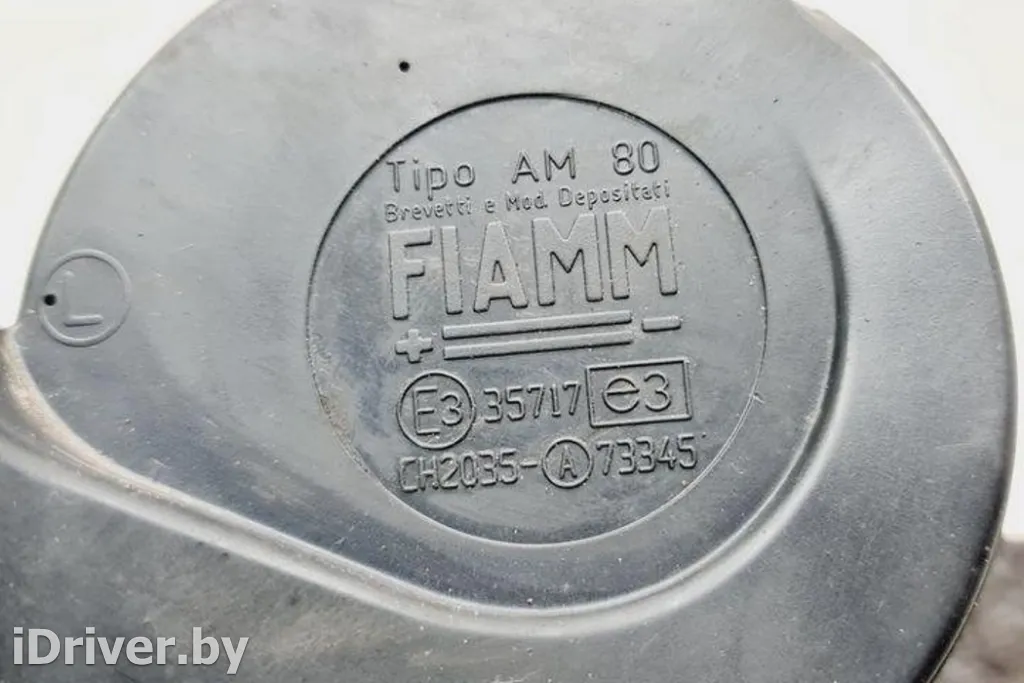 Tipo AM 80
Brevetti e Mod. Depositati
FIAMM
+ −
L
E3 35717 e3
CH2035-A 73345
iDriver.by